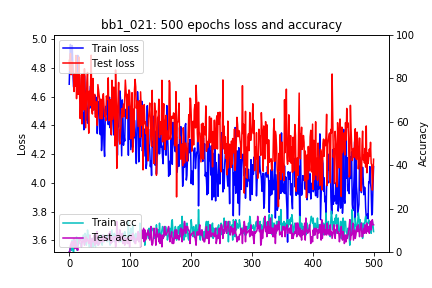 bb1_021: 500 epochs loss and accuracy
5.0
4.8
4.6
4.4
4.2
4.0
3.8
3.6
Loss
Train loss
Test loss
Train acc
Test acc
100
80
60
40
20
0
Accuracy
0 100 200 300 400 500